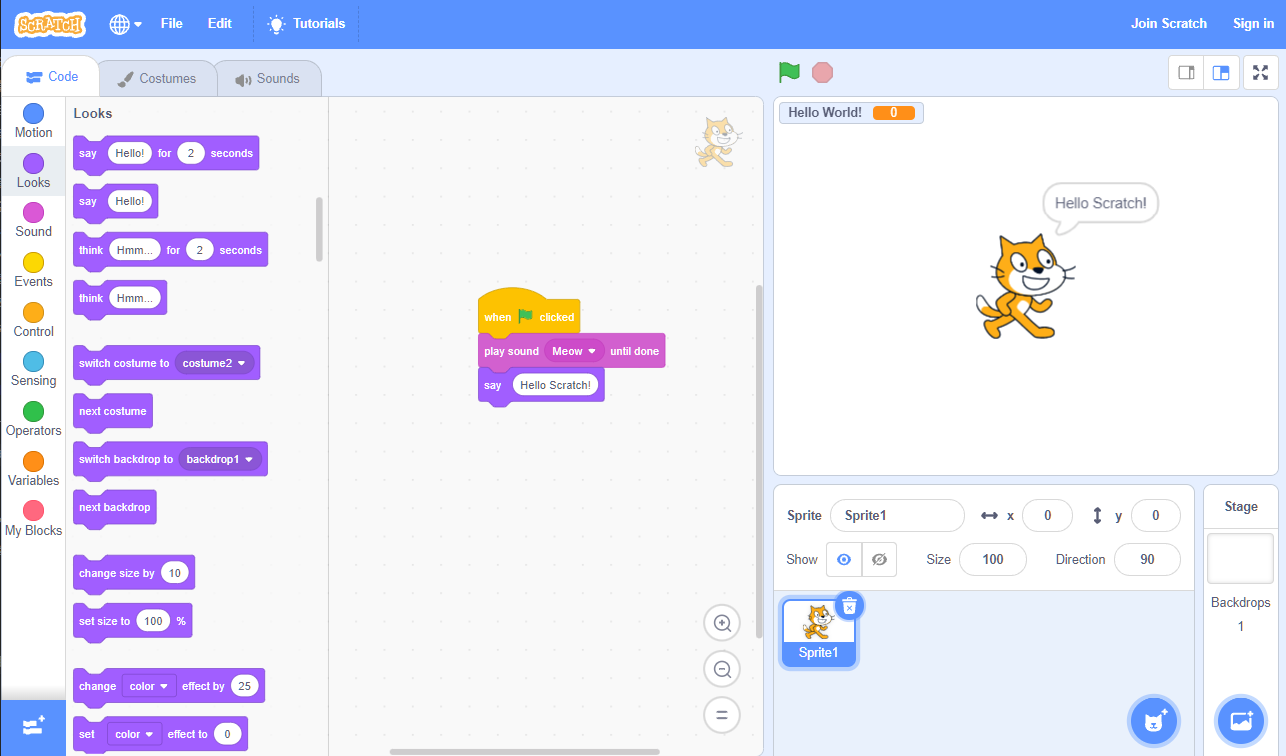 SCRATCH File Edit Tutorials Join Scratch Sign in
Code Costumes Sounds
Motion
Looks
Sound
Events
Control
Sensing
Operators
Variables
My Blocks
Looks
say Hello! for 2 seconds
say Hello!
think Hmm... for 2 seconds
think Hmm...
switch costume to costume2
next costume
switch backdrop to backdrop1
next backdrop
change size by 10
set size to 100 %
change color effect by 25
set color effect to 0
when clicked
play sound Meow until done
say Hello Scratch!
Hello World! 0
Hello Scratch!
Sprite Sprite1 x 0 y 0
Show Size 100 Direction 90
Sprite1
Stage
Backdrops
1